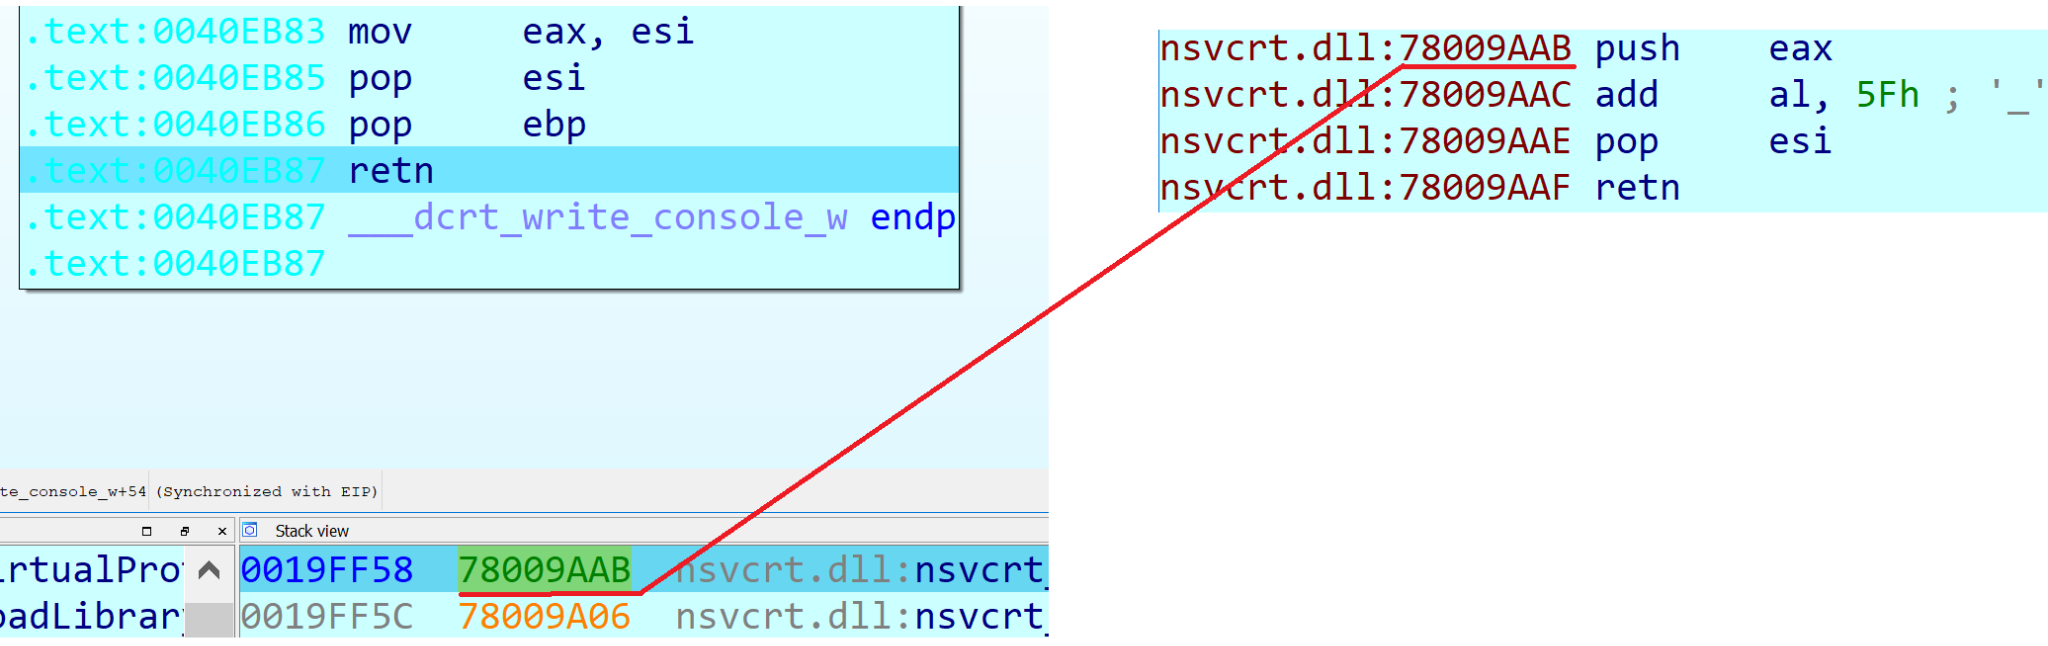 .text:0040EB83 mov eax, esi
.text:0040EB85 pop esi
.text:0040EB86 pop ebp
.text:0040EB87 retn
.text:0040EB87 ___dcrt_write_console_w endp
.text:0040EB87
nsvcrt.dll:78009AAB push eax
nsvcrt.dll:78009AAC add al, 5Fh ; '_'
nsvcrt.dll:78009AAE pop esi
nsvcrt.dll:78009AAF retn
te_console_w+54 (Synchronized with EIP)
Stack view
irtualPro
0019FF58 78009AAB nsvcrt.dll:nsvcrt_
oadLibrar
0019FF5C 78009A06 nsvcrt.dll:nsvcrt_